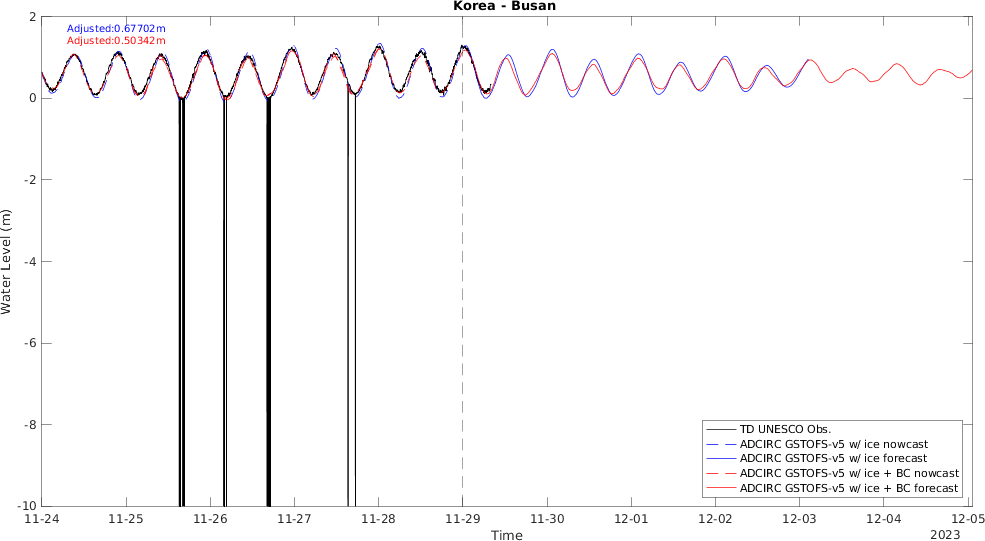 Korea - Busan
Adjusted:0.67702m
Adjusted:0.50342m
Water Level (m)
2
0
-2
-4
-6
-8
-10
11-24 11-25 11-26 11-27 11-28 11-29 11-30 12-01 12-02 12-03 12-04 12-05
Time
2023
TD UNESCO Obs.
ADCIRC GSTOFS-v5 w/ ice nowcast
ADCIRC GSTOFS-v5 w/ ice forecast
ADCIRC GSTOFS-v5 w/ ice + BC nowcast
ADCIRC GSTOFS-v5 w/ ice + BC forecast